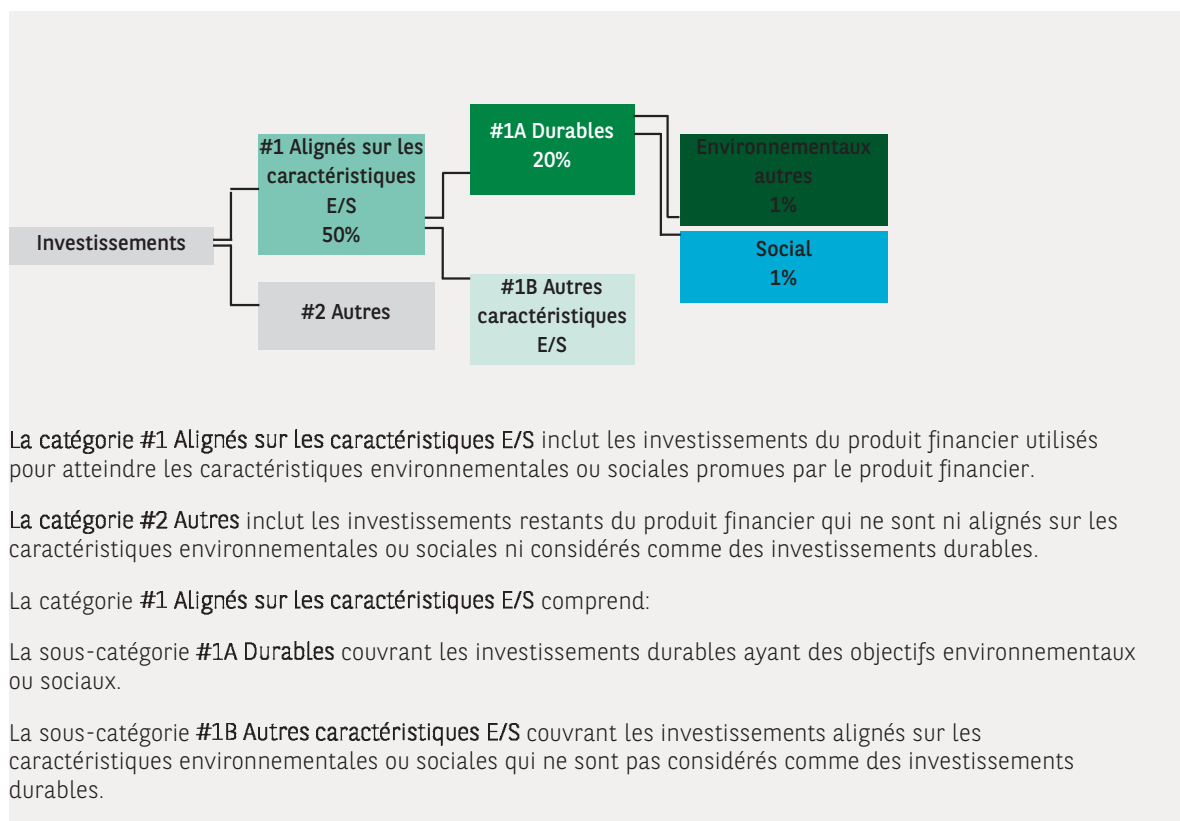 Investissements
#1 Alignés sur les
caractéristiques
E/S
50%
#2 Autres
#1A Durables
20%
#1B Autres
caractéristiques
E/S
Environnementaux
autres
1%
Social
1%
La catégorie #1 Alignés sur les caractéristiques E/S inclut les investissements du produit financier utilisés
pour atteindre les caractéristiques environnementales ou sociales promues par le produit financier.
La catégorie #2 Autres inclut les investissements restants du produit financier qui ne sont ni alignés sur les
caractéristiques environnementales ou sociales ni considérés comme des investissements durables.
La catégorie #1 Alignés sur les caractéristiques E/S comprend:
La sous-catégorie #1A Durables couvrant les investissements durables ayant des objectifs environnementaux
ou sociaux.
La sous-catégorie #1B Autres caractéristiques E/S couvrant les investissements alignés sur les
caractéristiques environnementales ou sociales qui ne sont pas considérés comme des investissements
durables.